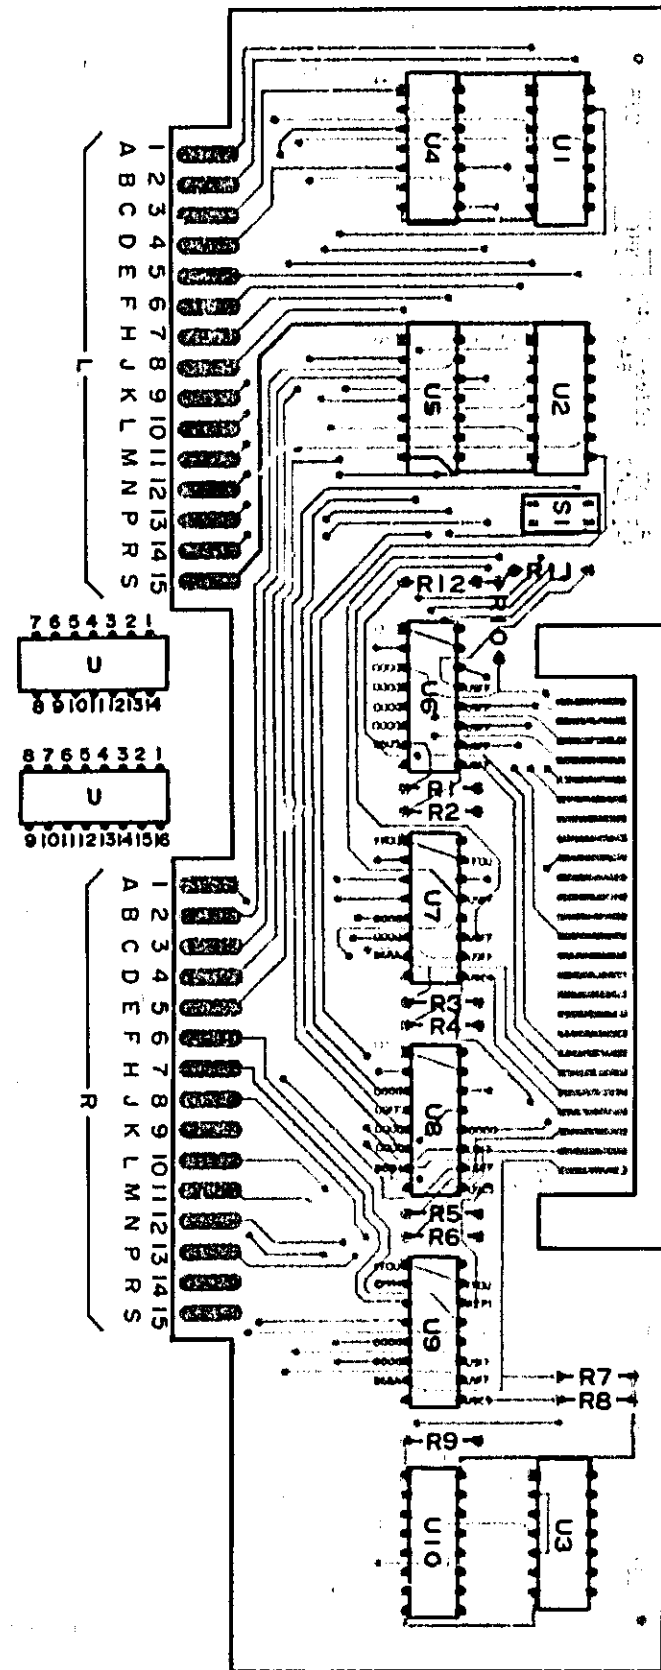 U4 U1
A 1
B 2
C 3
D 4
E 5
F 6
H 7
J 8
K 9
L 10
M 11
N 12
P 13
R 14
S 15
L
U5 U2
S1
R12 R11
R10
7 6 5 4 3 2 1
U
8 9 10 11 12 13 14
U6
8 7 6 5 4 3 2 1
U
9 10 11 12 13 14 15 16
R1
R2
U7
A 1
B 2
C 3
D 4
E 5
F 6
H 7
J 8
K 9
L 10
M 11
N 12
P 13
R 14
S 15
R
R3
R4
U8
R5
R6
U9
R7
R8
R9
U10 U3